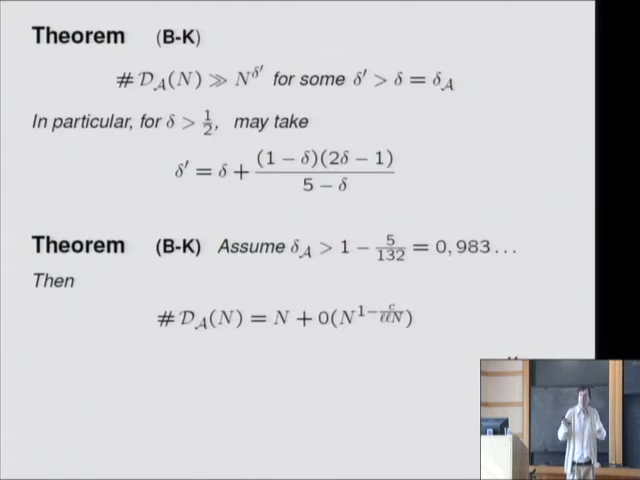 Theorem (B-K)
# 𝒟_𝒜(N) ≫ N^{δ'} for some δ' > δ = δ_𝒜
In particular, for δ > 1/2, may take
δ' = δ + (1 − δ)(2δ − 1)/(5 − δ)
Theorem (B-K) Assume δ_𝒜 > 1 − 5/132 = 0,983...
Then
# 𝒟_𝒜(N) = N + 0(N^{1−c/ℓℓN})